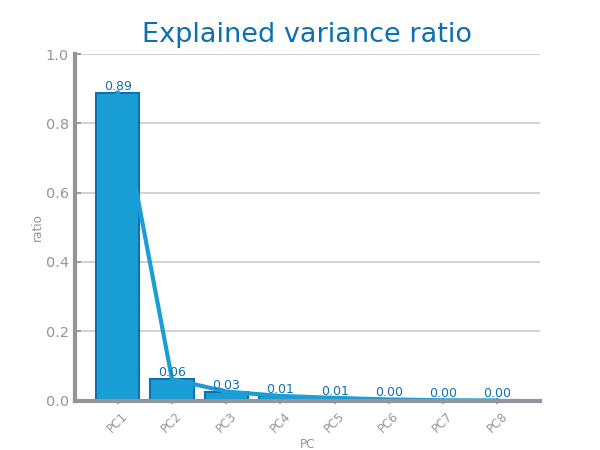 Explained variance ratio
1.0
0.8
0.6
0.4
0.2
0.0
ratio
0.89
0.06
0.03
0.01
0.01
0.00
0.00
0.00
PC1
PC2
PC3
PC4
PC5
PC6
PC7
PC8
PC